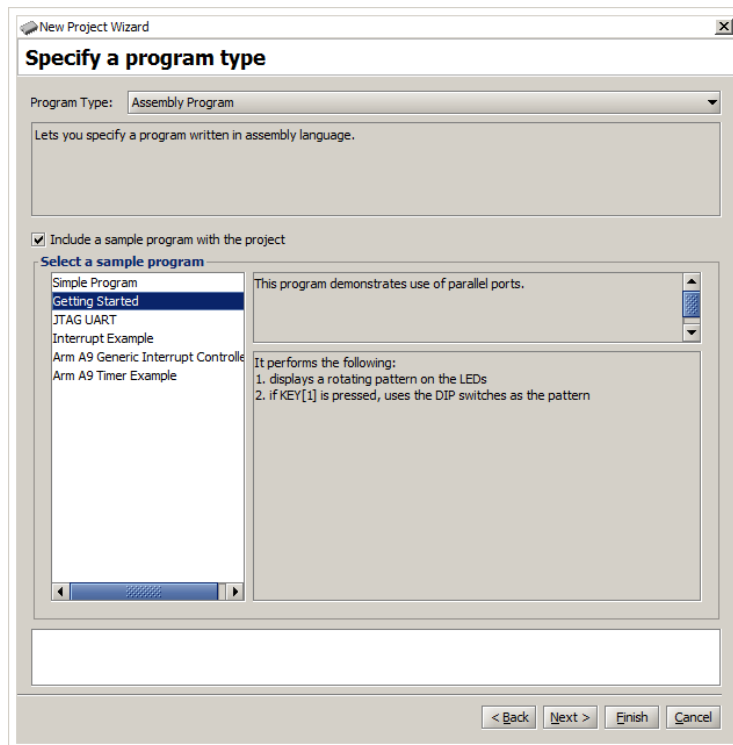 New Project Wizard
Specify a program type
Program Type: Assembly Program
Lets you specify a program written in assembly language.
Include a sample program with the project
Select a sample program
Simple Program
Getting Started
JTAG UART
Interrupt Example
Arm A9 Generic Interrupt Controlle
Arm A9 Timer Example
This program demonstrates use of parallel ports.
It performs the following:
1. displays a rotating pattern on the LEDs
2. if KEY[1] is pressed, uses the DIP switches as the pattern
< Back Next > Finish Cancel